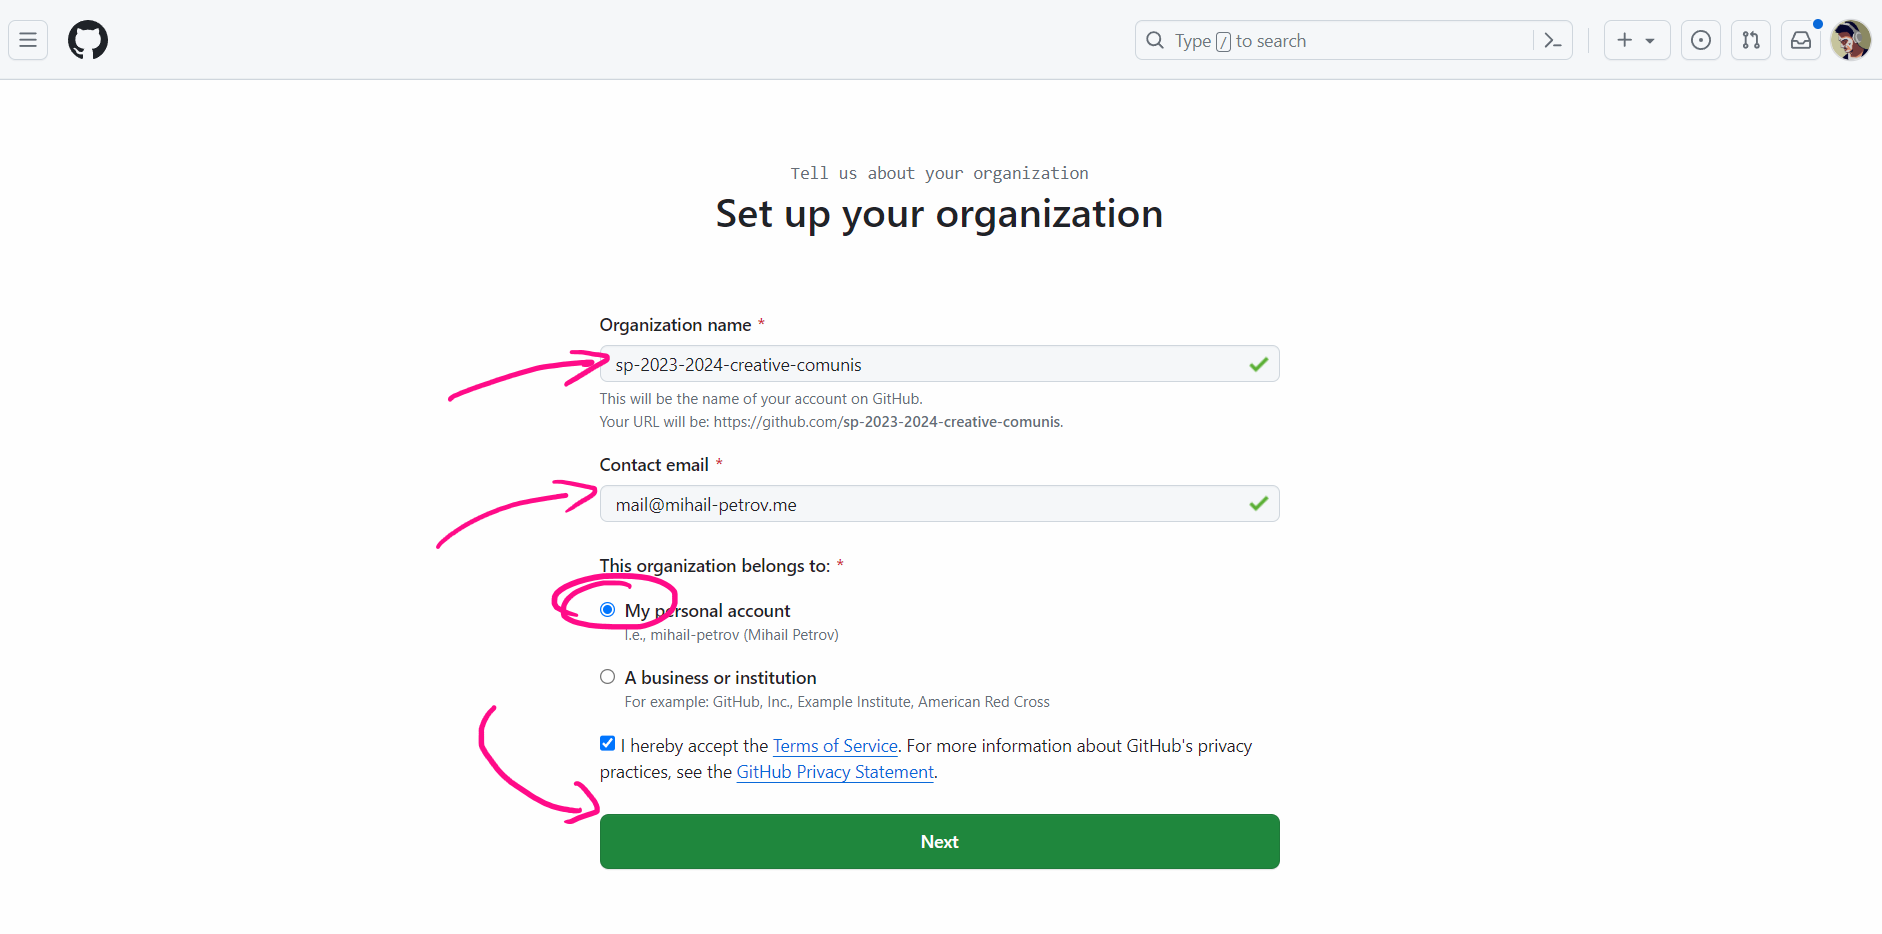 Type / to search
Tell us about your organization
Set up your organization
Organization name *
sp-2023-2024-creative-comunis
This will be the name of your account on GitHub.
Your URL will be: https://github.com/sp-2023-2024-creative-comunis.
Contact email *
mail@mihail-petrov.me
This organization belongs to: *
My personal account
I.e., mihail-petrov (Mihail Petrov)
A business or institution
For example: GitHub, Inc., Example Institute, American Red Cross
I hereby accept the Terms of Service. For more information about GitHub's privacy
practices, see the GitHub Privacy Statement.
Next